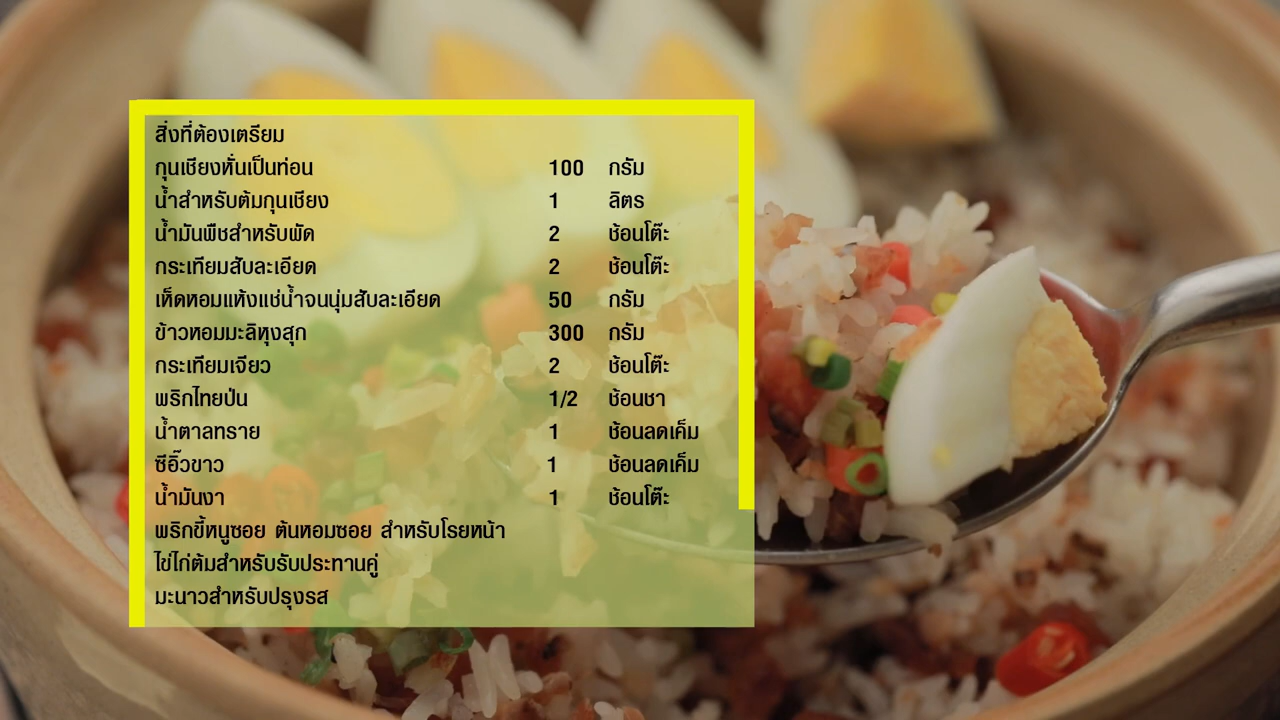 สิ่งที่ต้องเตรียม
กุนเชียงหั่นเป็นท่อน 100 กรัม
น้ำสำหรับต้มกุนเชียง 1 ลิตร
น้ำมันพืชสำหรับผัด 2 ช้อนโต๊ะ
กระเทียมสับละเอียด 2 ช้อนโต๊ะ
เห็ดหอมแห้งแช่น้ำจนนุ่มสับละเอียด 50 กรัม
ข้าวหอมมะลิหุงสุก 300 กรัม
กระเทียมเจียว 2 ช้อนโต๊ะ
พริกไทยป่น 1/2 ช้อนชา
น้ำตาลทราย 1 ช้อนลดเค็ม
ซีอิ๊วขาว 1 ช้อนลดเค็ม
น้ำมันงา 1 ช้อนโต๊ะ
พริกขี้หนูซอย ต้นหอมซอย สำหรับโรยหน้า
ไข่ไก่ต้มสำหรับรับประทานคู่
มะนาวสำหรับปรุงรส